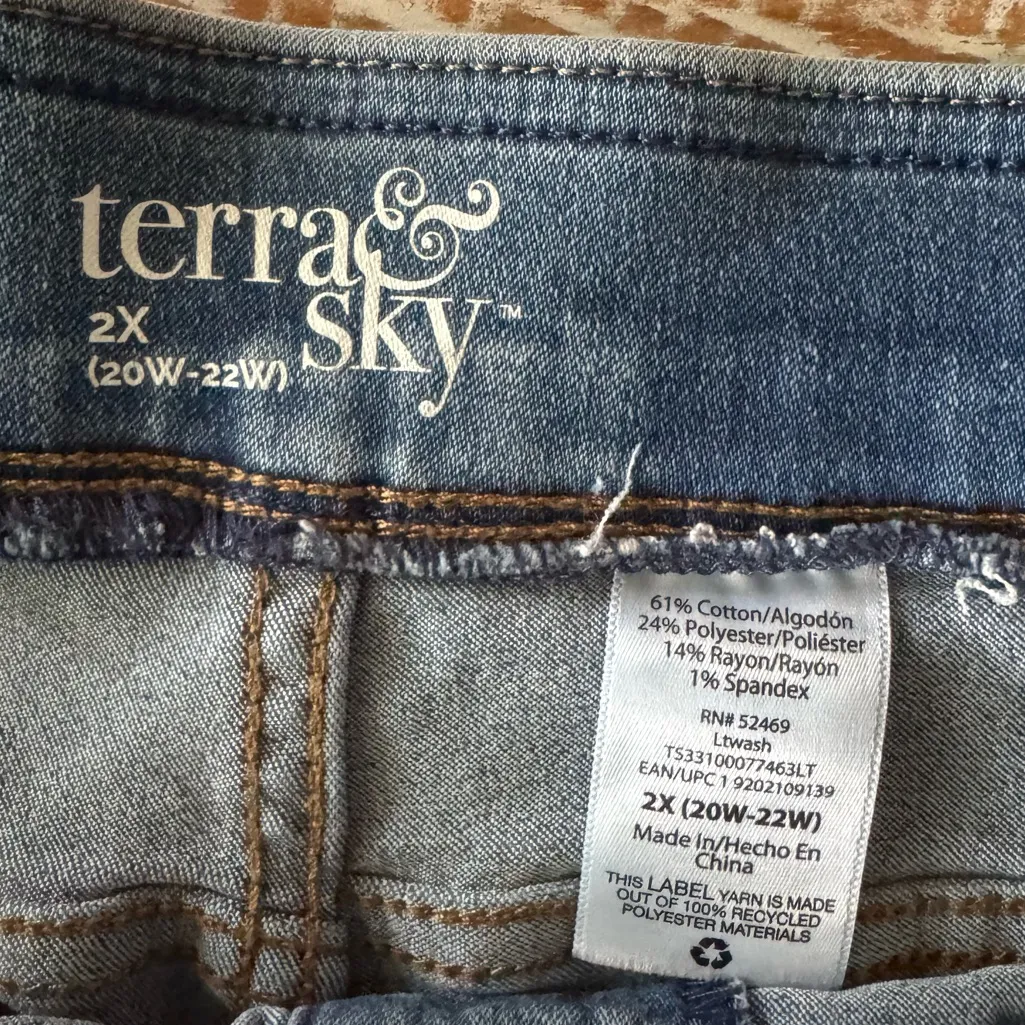 terra&
sky™
2X
(20W-22W)
61% Cotton/Algodón
24% Polyester/Poliéster
14% Rayon/Rayón
1% Spandex
RN# 52469
Ltwash
TS33100077463LT
EAN/UPC 1 9202109139
2X (20W-22W)
Made In/Hecho En
China
THIS LABEL YARN IS MADE
OUT OF 100% RECYCLED
POLYESTER MATERIALS